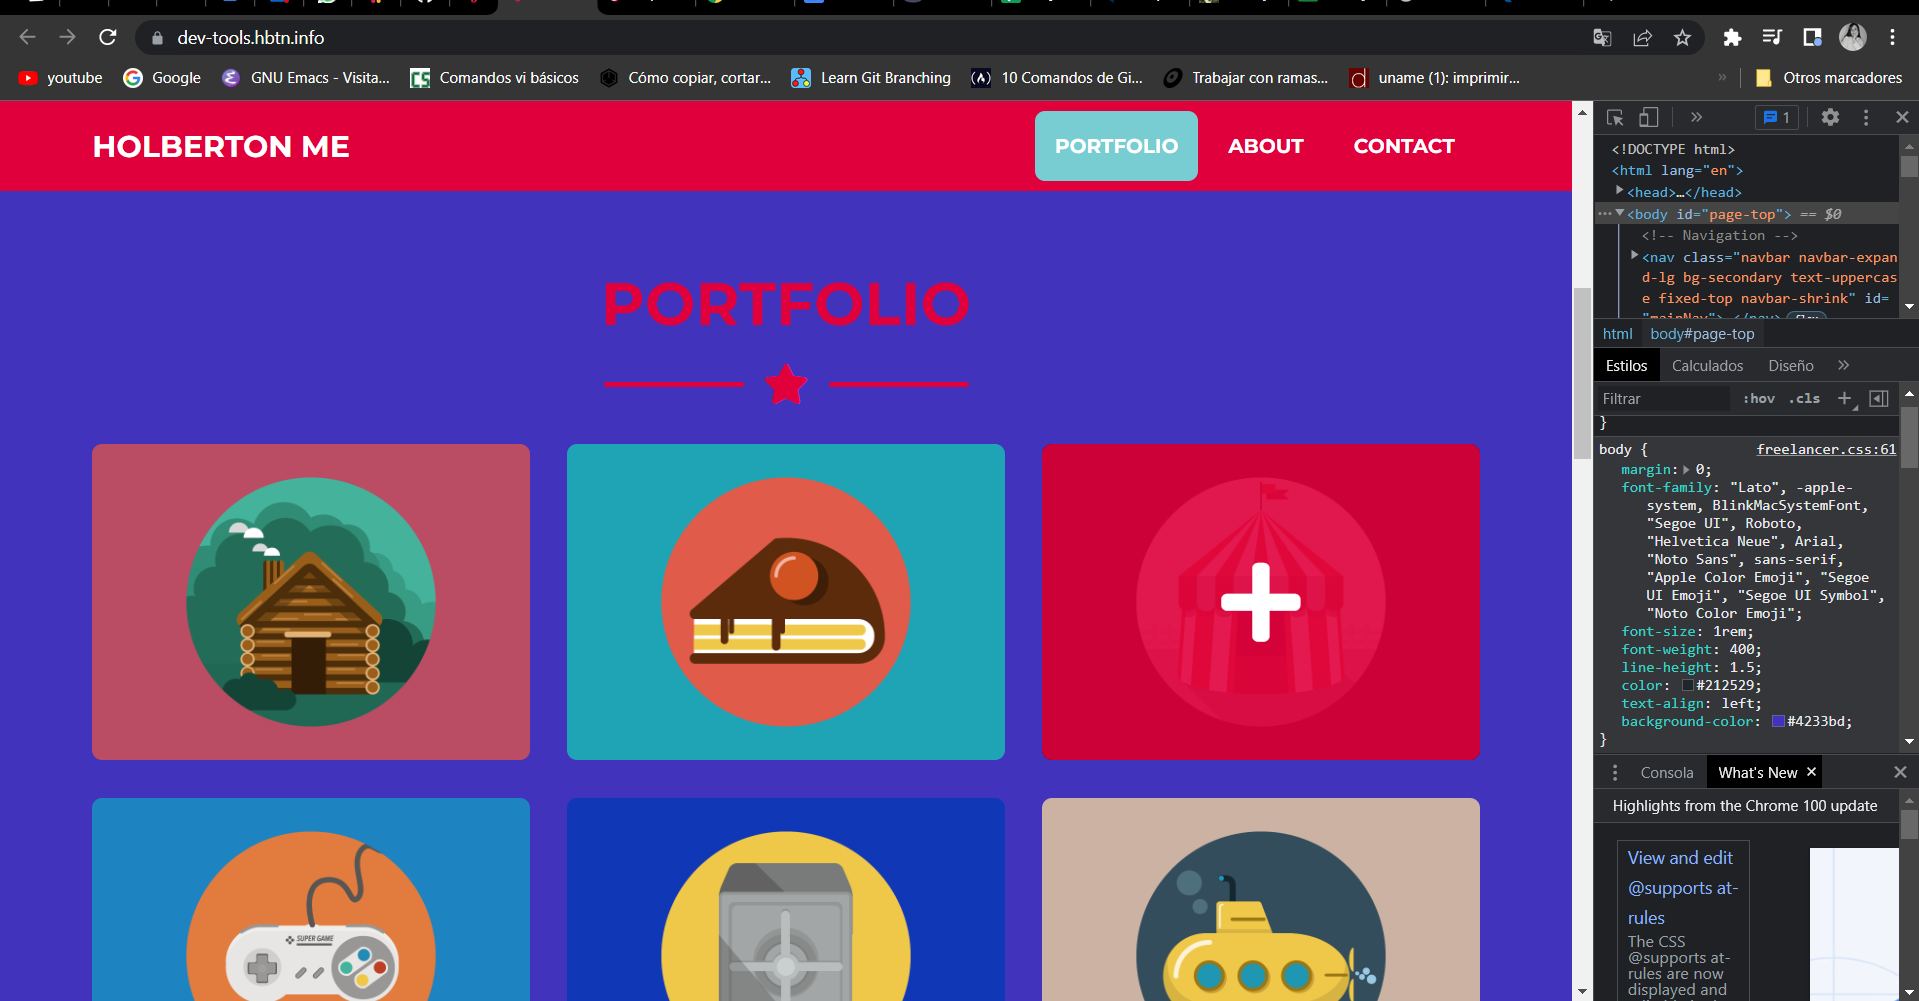 dev-tools.hbtn.info
youtube
Google
GNU Emacs - Visita...
Comandos vi básicos
Cómo copiar, cortar...
Learn Git Branching
10 Comandos de Gi...
Trabajar con ramas...
uname (1): imprimir...
»
Otros marcadores
HOLBERTON ME
PORTFOLIO
ABOUT
CONTACT
PORTFOLIO
SUPER GAME
» 1
<!DOCTYPE html>
<html lang="en">
<head>…</head>
<body id="page-top"> == $0
<!-- Navigation -->
<nav class="navbar navbar-expan
d-lg bg-secondary text-uppercas
e fixed-top navbar-shrink" id=
"mainNav">…</nav> flex
html body#page-top
Estilos Calculados Diseño »
Filtrar :hov .cls +
}
body { freelancer.css:61
margin: 0;
font-family: "Lato", -apple-
system, BlinkMacSystemFont,
"Segoe UI", Roboto,
"Helvetica Neue", Arial,
"Noto Sans", sans-serif,
"Apple Color Emoji", "Segoe
UI Emoji", "Segoe UI Symbol",
"Noto Color Emoji";
font-size: 1rem;
font-weight: 400;
line-height: 1.5;
color: #212529;
text-align: left;
background-color: #4233bd;
}
Consola What's New ×
Highlights from the Chrome 100 update
View and edit
@supports at-
rules
The CSS
@supports at-
rules are now
displayed and